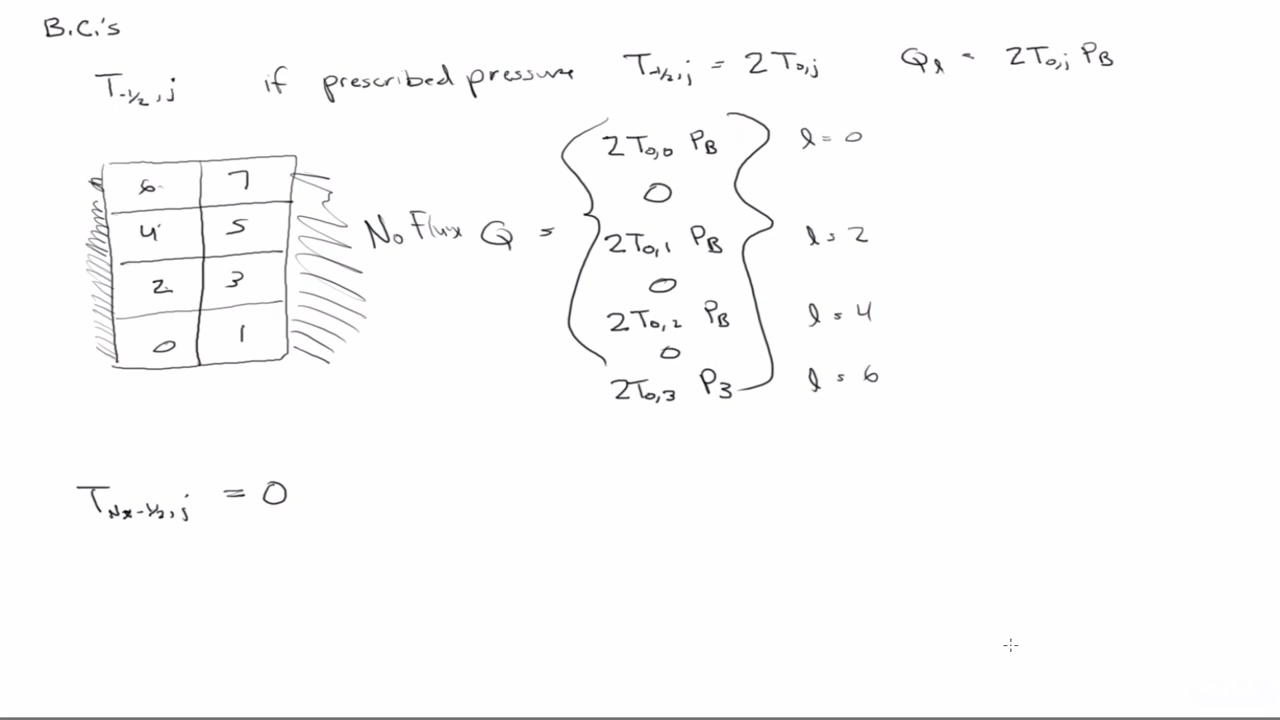 B.C.'s
T-1/2,j if prescribed pressure T-1/2,j = 2T0,j Ql = 2T0,j PB
2T0,0 PB l = 0
6 7 0
4 5 No Flux Q = 2T0,1 PB l = 2
2 3 0
2T0,2 PB l = 4
0 1 0
2T0,3 P3 l = 6
TNx-1/2,j = 0